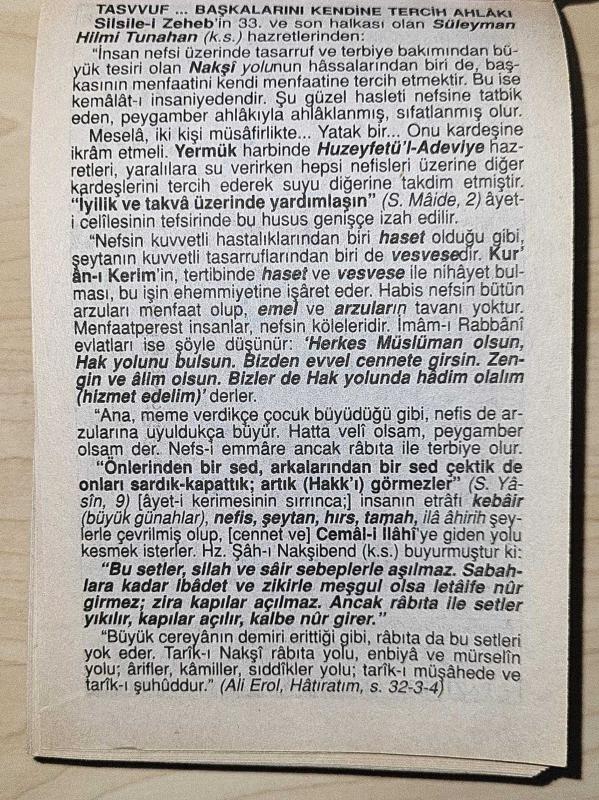 TASVVUF ... BAŞKALARINI KENDİNE TERCİH AHLÂKI
Silsile-i Zeheb'in 33. ve son halkası olan Süleyman
Hilmi Tunahan (k.s.) hazretlerinden:
"İnsan nefsi üzerinde tasarruf ve terbiye bakımından bü-
yük tesiri olan Nakşî yolunun hâssalarından biri de, baş-
kasının menfaatini kendi menfaatine tercih etmektir. Bu ise
kemâlât-ı insaniyedendir. Şu güzel hasleti nefsine tatbik
eden, peygamber ahlâkıyla ahlâklanmış, sıfatlanmış olur.
Meselâ, iki kişi müsâfirlikte... Yatak bir... Onu kardeşine
ikrâm etmeli. Yermük harbinde Huzeyfetü'l-Adeviye haz-
retleri, yaralılara su verirken hepsi nefisleri üzerine diğer
kardeşlerini tercih ederek suyu diğerine takdim etmiştir.
"İyilik ve takvâ üzerinde yardımlaşın" (S. Mâide, 2) âyet-
i celîlesinin tefsirinde bu husus genişçe izah edilir.
"Nefsin kuvvetli hastalıklarından biri haset olduğu gibi,
şeytanın kuvvetli tasarruflarından biri de vesvesedir. Kur'
ân-ı Kerim'in, tertibinde haset ve vesvese ile nihâyet bul-
ması, bu işin ehemmiyetine işâret eder. Habis nefsin bütün
arzuları menfaat olup, emel ve arzuların tavanı yoktur.
Menfaatperest insanlar, nefsin köleleridir. İmâm-ı Rabbânî
evlatları ise şöyle düşünür: 'Herkes Müslüman olsun,
Hak yolunu bulsun. Bizden evvel cennete girsin. Zen-
gin ve âlim olsun. Bizler de Hak yolunda hâdim olalım
(hizmet edelim)' derler.
"Ana, meme verdikçe çocuk büyüdüğü gibi, nefis de ar-
zularına uyuldukça büyür. Hatta veli olsam, peygamber
olsam der. Nefs-i emmâre ancak râbıta ile terbiye olur.
"Önlerinden bir sed, arkalarından bir sed çektik de
onları sardık-kapattık; artık (Hakk'ı) görmezler" (S. Yâ-
sîn, 9) [âyet-i kerimesinin sırrınca;] insanın etrâfı kebâir
(büyük günahlar), nefis, şeytan, hırs, tamah, ilâ âhirih şey-
lerle çevrilmiş olup, [cennet ve] Cemâl-i İlâhî'ye giden yolu
kesmek isterler. Hz. Şâh-ı Nakşibend (k.s.) buyurmuştur ki:
"Bu setler, silah ve sâir sebeplerle aşılmaz. Sabah-
lara kadar ibâdet ve zikirle meşgul olsa letâife nûr
girmez; zira kapılar açılmaz. Ancak râbıta ile setler
yıkılır, kapılar açılır, kalbe nûr girer."
"Büyük cereyânın demiri erittiği gibi, râbıta da bu setleri
yok eder. Tarîk-ı Nakşî râbıta yolu, enbiyâ ve mürselîn
yolu; ârifler, kâmiller, sıddîkler yolu; tarîk-ı müşâhede ve
tarîk-ı şuhûddur." (Ali Erol, Hâtıratım, s. 32-3-4)